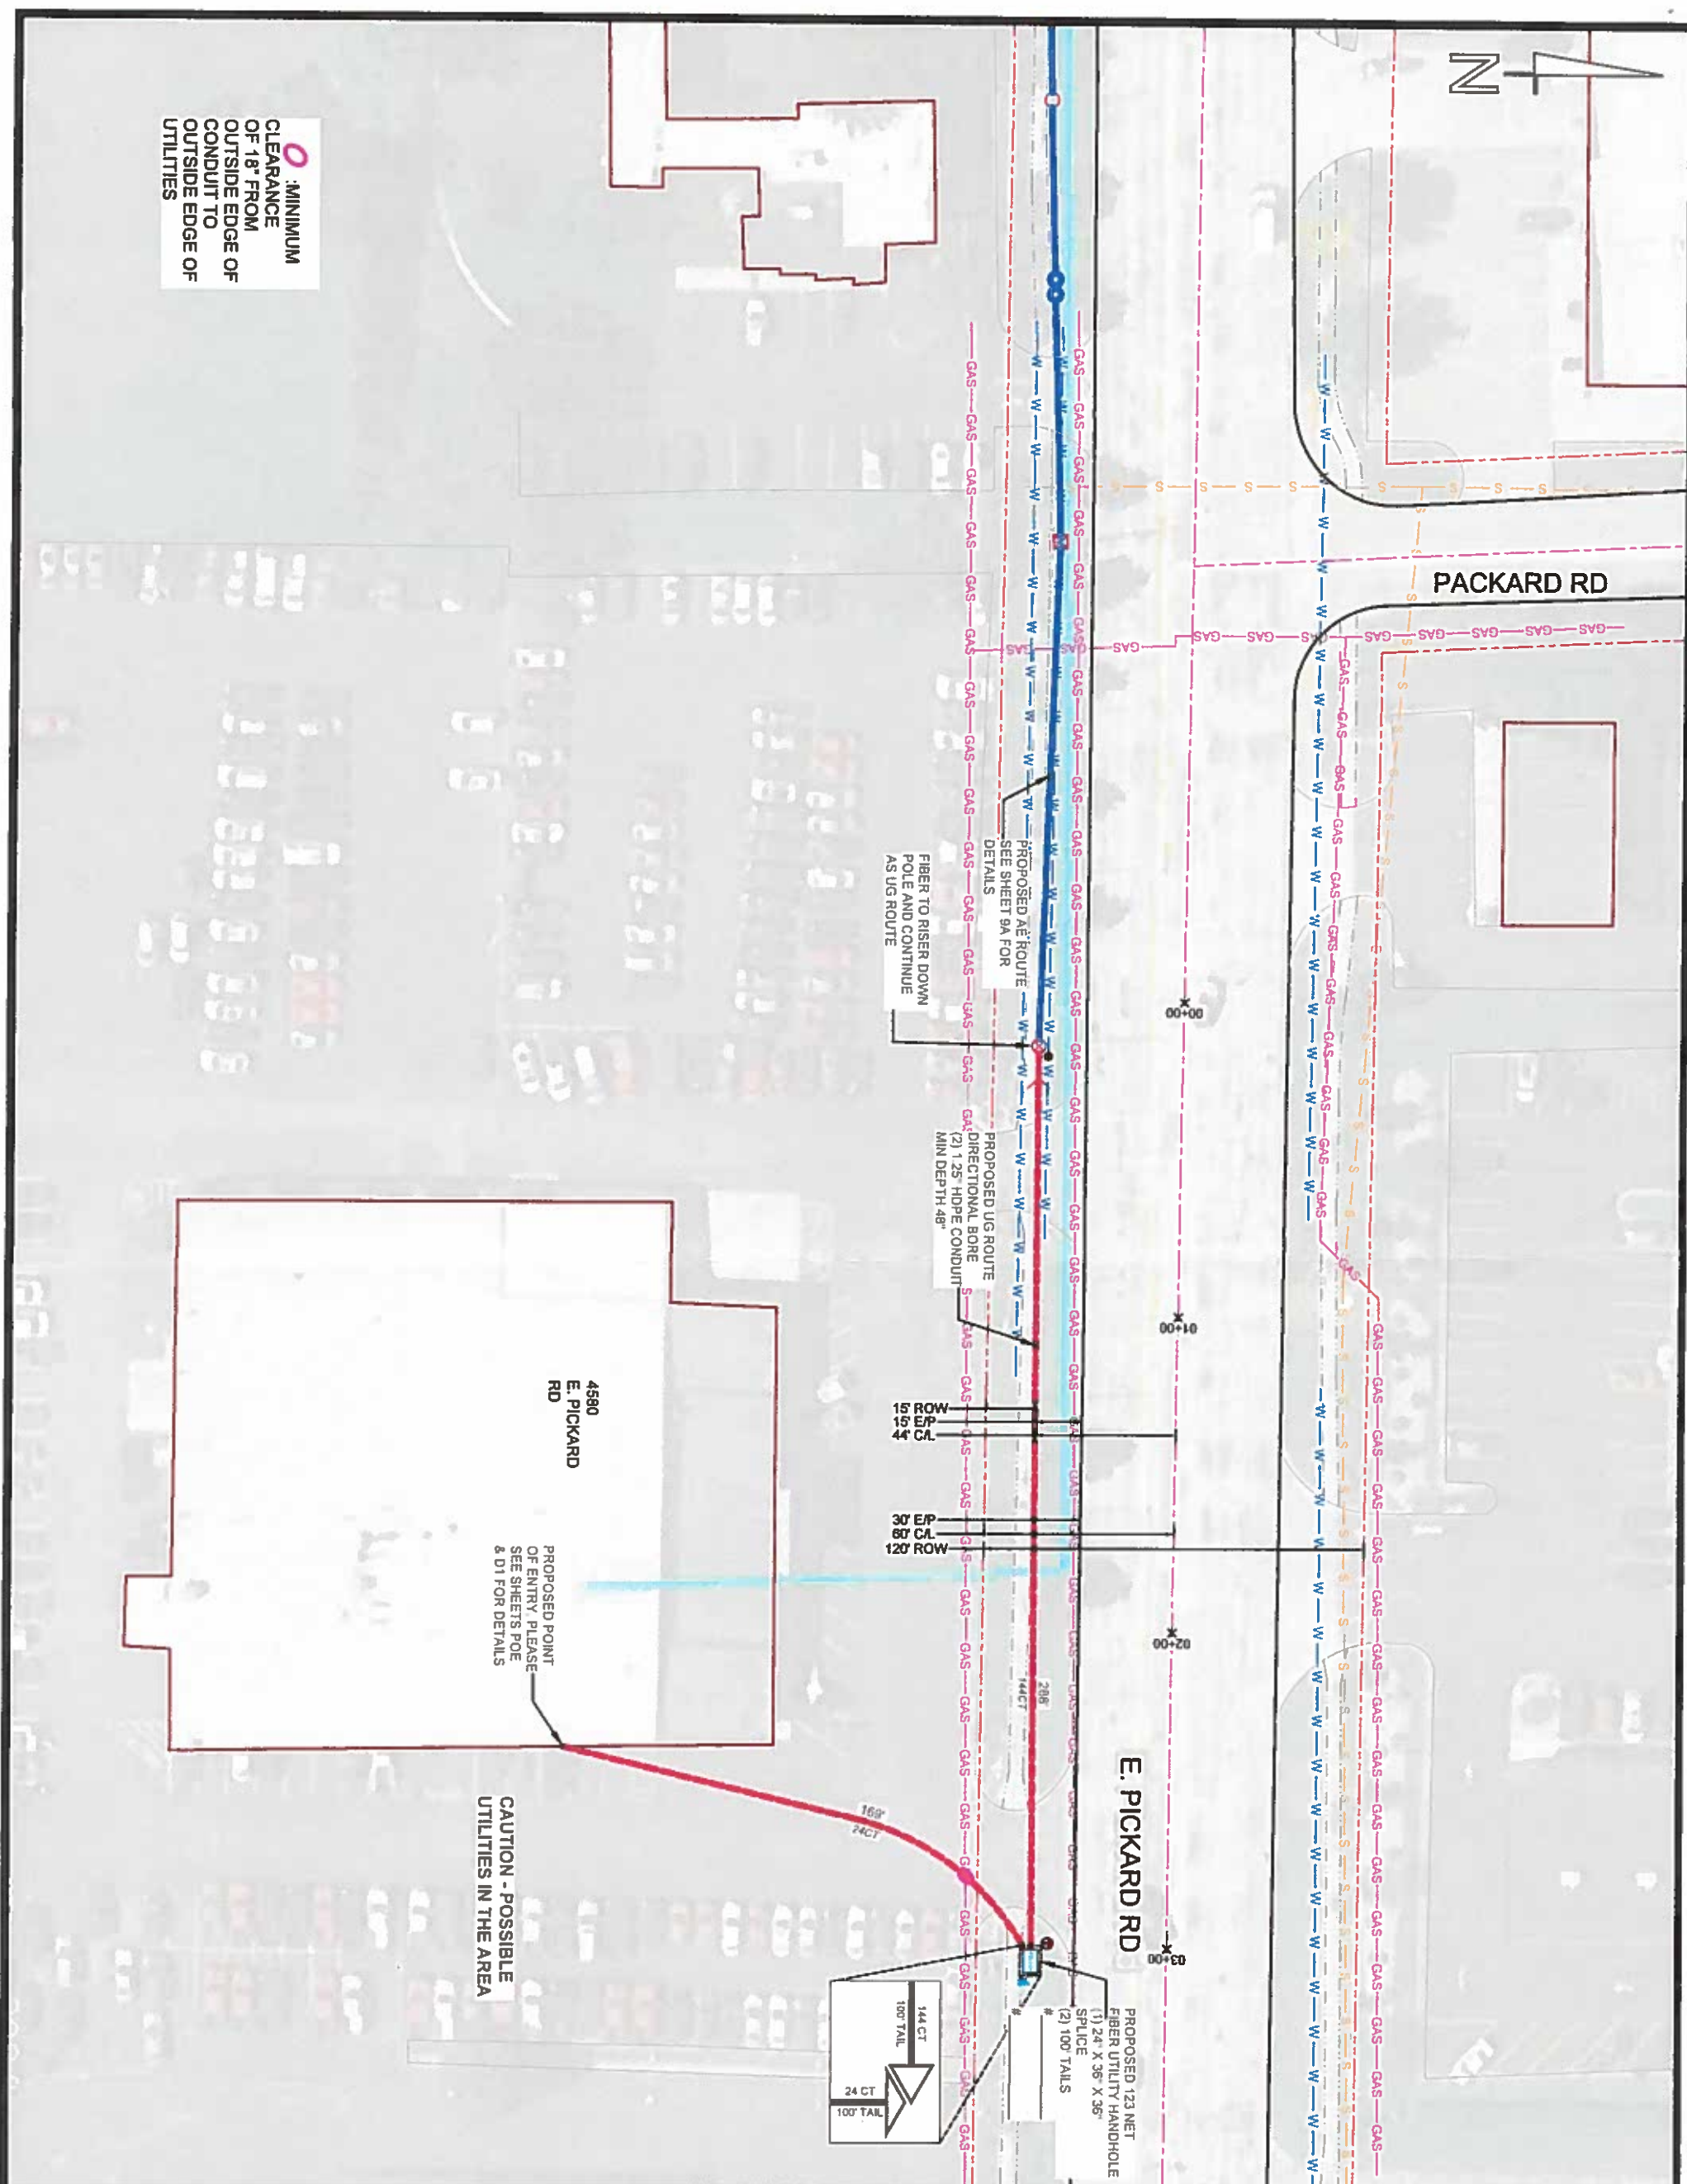 N
PACKARD RD
E. PICKARD RD
00+00
01+00
02+00
03+00
PROPOSED AE ROUTE
SEE SHEET 9A FOR
DETAILS
FIBER TO RISER DOWN
POLE AND CONTINUE
AS UG ROUTE
PROPOSED UG ROUTE
DIRECTIONAL BORE
(2) 1.25" HDPE CONDUIT
MIN DEPTH 48"
15' ROW
15' E/P
44' C/L
30' E/P
60' C/L
120' ROW
144CT
169'
24CT
PROPOSED 123 NET
FIBER UTILITY HANDHOLE
(1) 24" X 36" X 36"
SPLICE
(2) 100' TAILS
#
#
144 CT
100' TAIL
24 CT
100' TAIL
4580
E. PICKARD
RD
PROPOSED POINT
OF ENTRY. PLEASE
SEE SHEETS POE
& D1 FOR DETAILS
CAUTION - POSSIBLE
UTILITIES IN THE AREA
:MINIMUM
CLEARANCE
OF 18" FROM
OUTSIDE EDGE OF
CONDUIT TO
OUTSIDE EDGE OF
UTILITIES
GAS
W
S